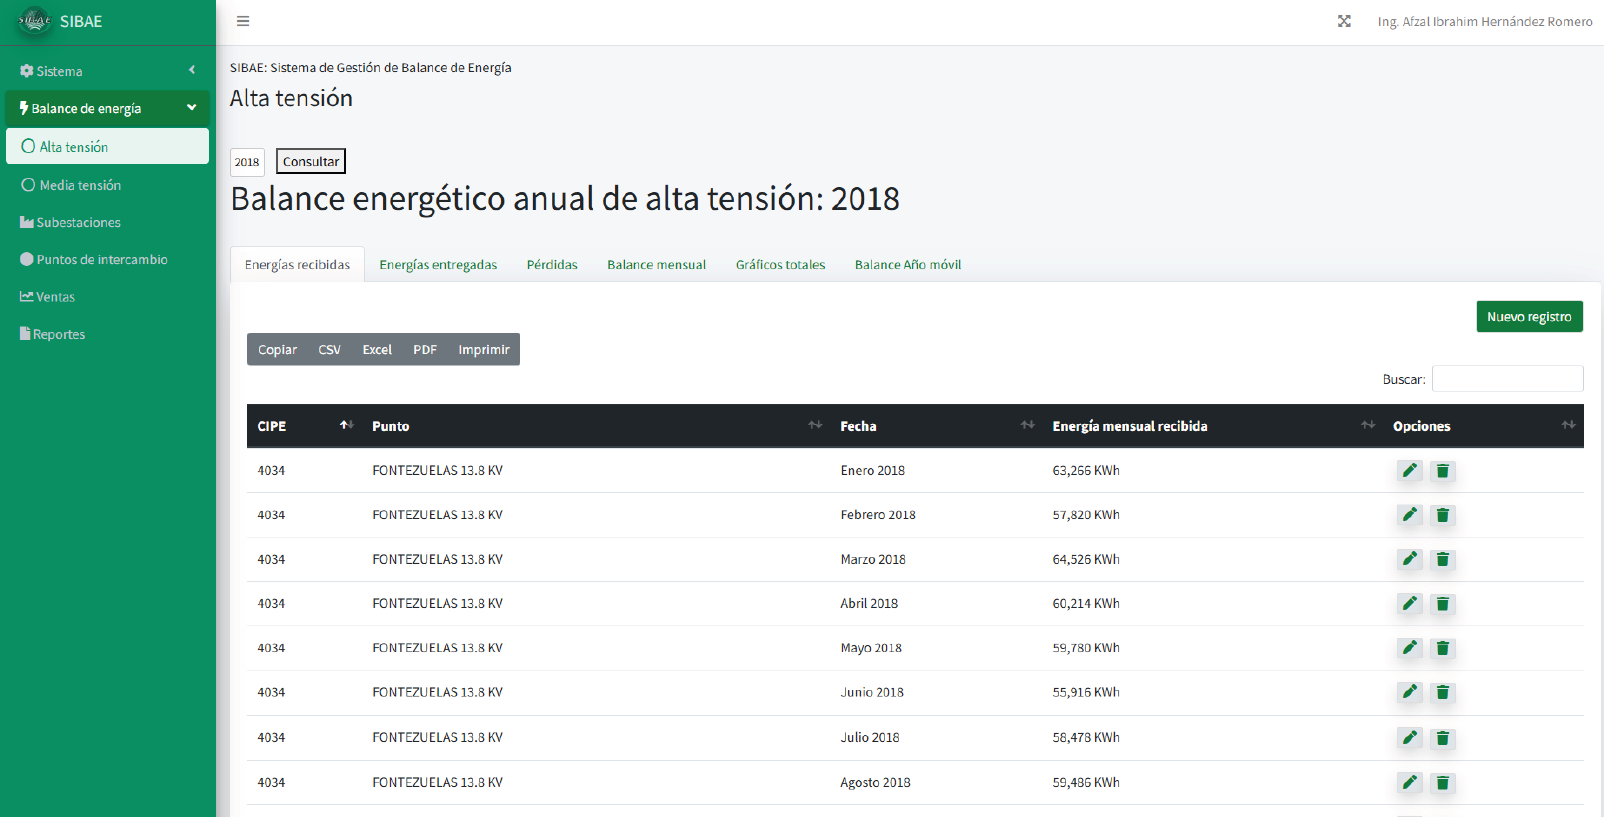 SIBAE
SIBAE
Ing. Afzal Ibrahim Hernández Romero
Sistema
Balance de energía
Alta tensión
Media tensión
Subestaciones
Puntos de intercambio
Ventas
Reportes
SIBAE: Sistema de Gestión de Balance de Energía
Alta tensión
2018 Consultar
Balance energético anual de alta tensión: 2018
Energías recibidas Energías entregadas Pérdidas Balance mensual Gráficos totales Balance Año móvil
Nuevo registro
Copiar CSV Excel PDF Imprimir
Buscar:
CIPE Punto Fecha Energía mensual recibida Opciones
4034 FONTEZUELAS 13.8 KV Enero 2018 63,266 KWh
4034 FONTEZUELAS 13.8 KV Febrero 2018 57,820 KWh
4034 FONTEZUELAS 13.8 KV Marzo 2018 64,526 KWh
4034 FONTEZUELAS 13.8 KV Abril 2018 60,214 KWh
4034 FONTEZUELAS 13.8 KV Mayo 2018 59,780 KWh
4034 FONTEZUELAS 13.8 KV Junio 2018 55,916 KWh
4034 FONTEZUELAS 13.8 KV Julio 2018 58,478 KWh
4034 FONTEZUELAS 13.8 KV Agosto 2018 59,486 KWh